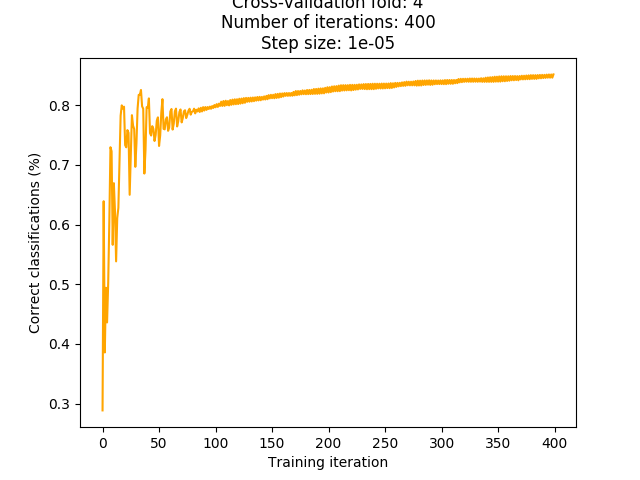 Cross-validation fold: 4
Number of iterations: 400
Step size: 1e-05
Correct classifications (%)
0.8
0.7
0.6
0.5
0.4
0.3
0 50 100 150 200 250 300 350 400
Training iteration